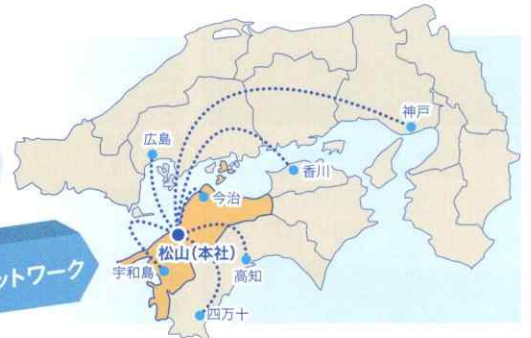 神戸
広島
香川
今治
松山(本社)
宇和島
高知
四万十
ットワーク